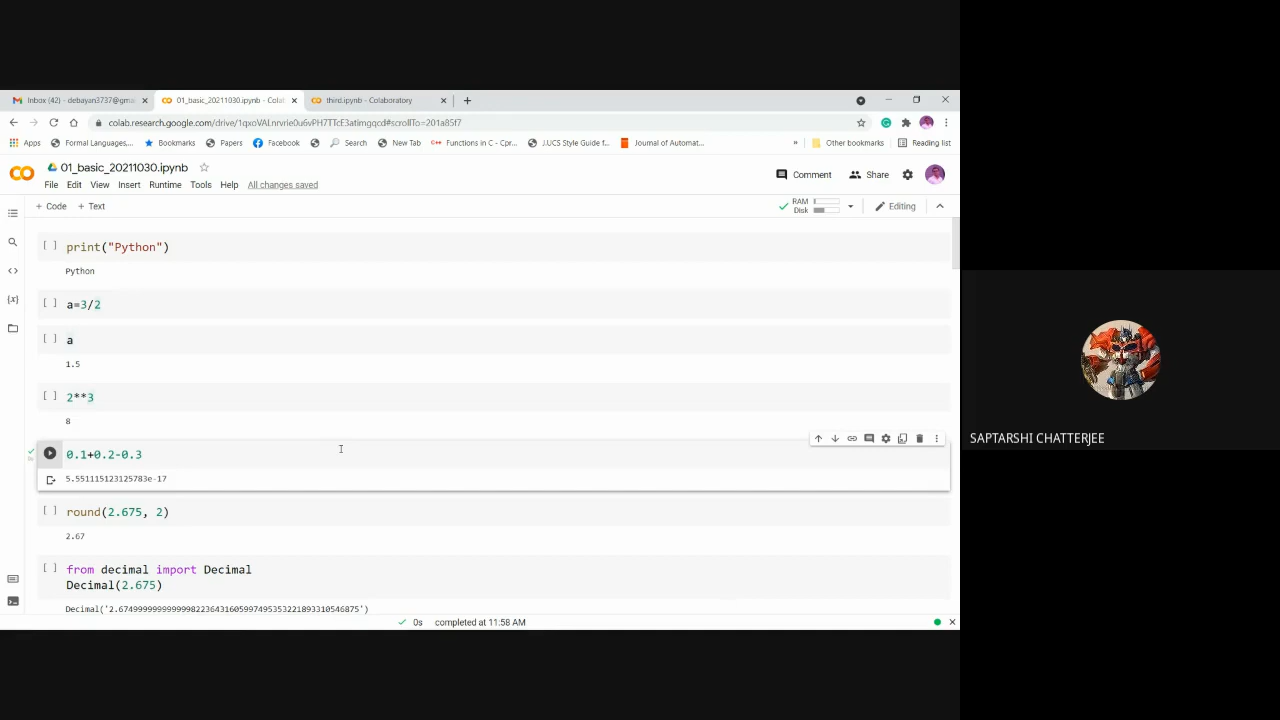 Inbox (42) - debayan3737@gma
01_basic_20211030.ipynb - Colab
third.ipynb - Colaboratory
colab.research.google.com/drive/1qxoVALnrvrie0u6vPH7TTcE3atimgqcd#scrollTo=201a85f7
Apps
Formal Languages,...
Bookmarks
Papers
Facebook
Search
New Tab
Functions in C - Cpr...
J.UCS Style Guide f...
Journal of Automat...
Other bookmarks
Reading list
01_basic_20211030.ipynb
Comment
Share
File Edit View Insert Runtime Tools Help All changes saved
+ Code + Text
RAM
Disk
Editing
[ ] print("Python")
Python
[ ] a=3/2
[ ] a
1.5
[ ] 2**3
8
0.1+0.2-0.3
5.551115123125783e-17
[ ] round(2.675, 2)
2.67
[ ] from decimal import Decimal
Decimal(2.675)
Decimal('2.67499999999999982236431605997495353221893310546875')
0s completed at 11:58 AM
SAPTARSHI CHATTERJEE